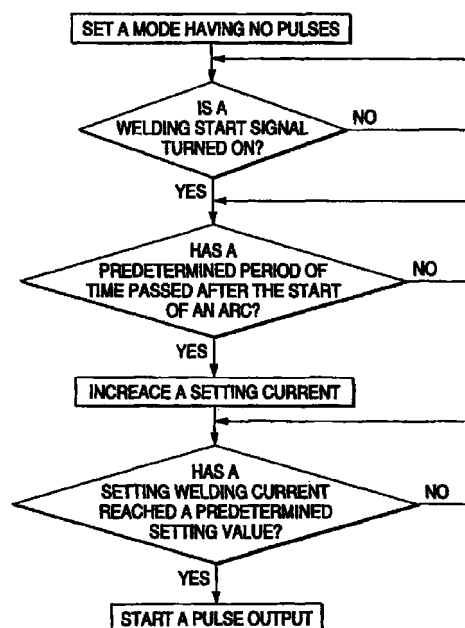 SET A MODE HAVING NO PULSES
IS A
WELDING START SIGNAL
TURNED ON?
NO
YES
HAS A
PREDETERMINED PERIOD OF
TIME PASSED AFTER THE START
OF AN ARC?
NO
YES
INCREACE A SETTING CURRENT
HAS A
SETTING WELDING CURRENT
REACHED A PREDETERMINED
SETTING VALUE?
NO
YES
START A PULSE OUTPUT